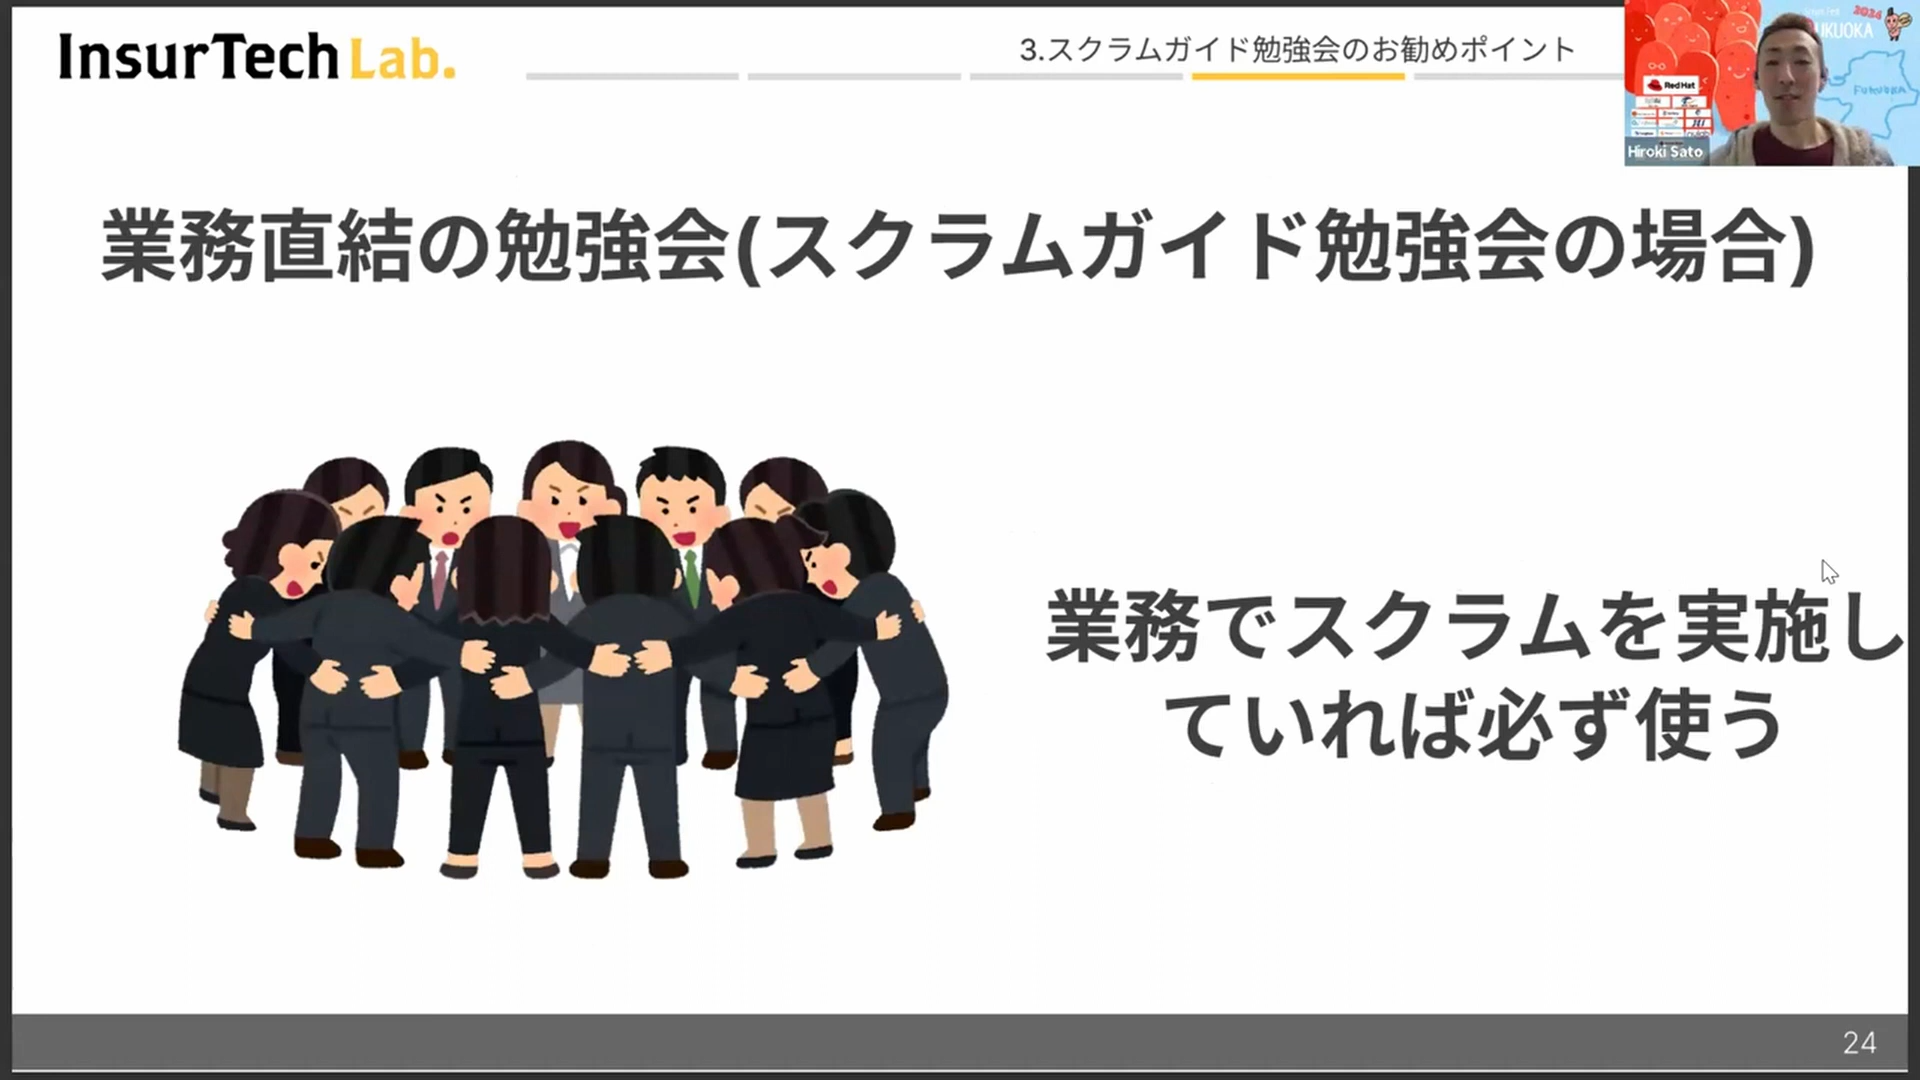 InsurTech Lab.
3.スクラムガイド勉強会のお勧めポイント
2024
UKUOKA
RedHat
Fukuoka
Hiroki Sato
業務直結の勉強会(スクラムガイド勉強会の場合)
業務でスクラムを実施し
ていれば必ず使う
24